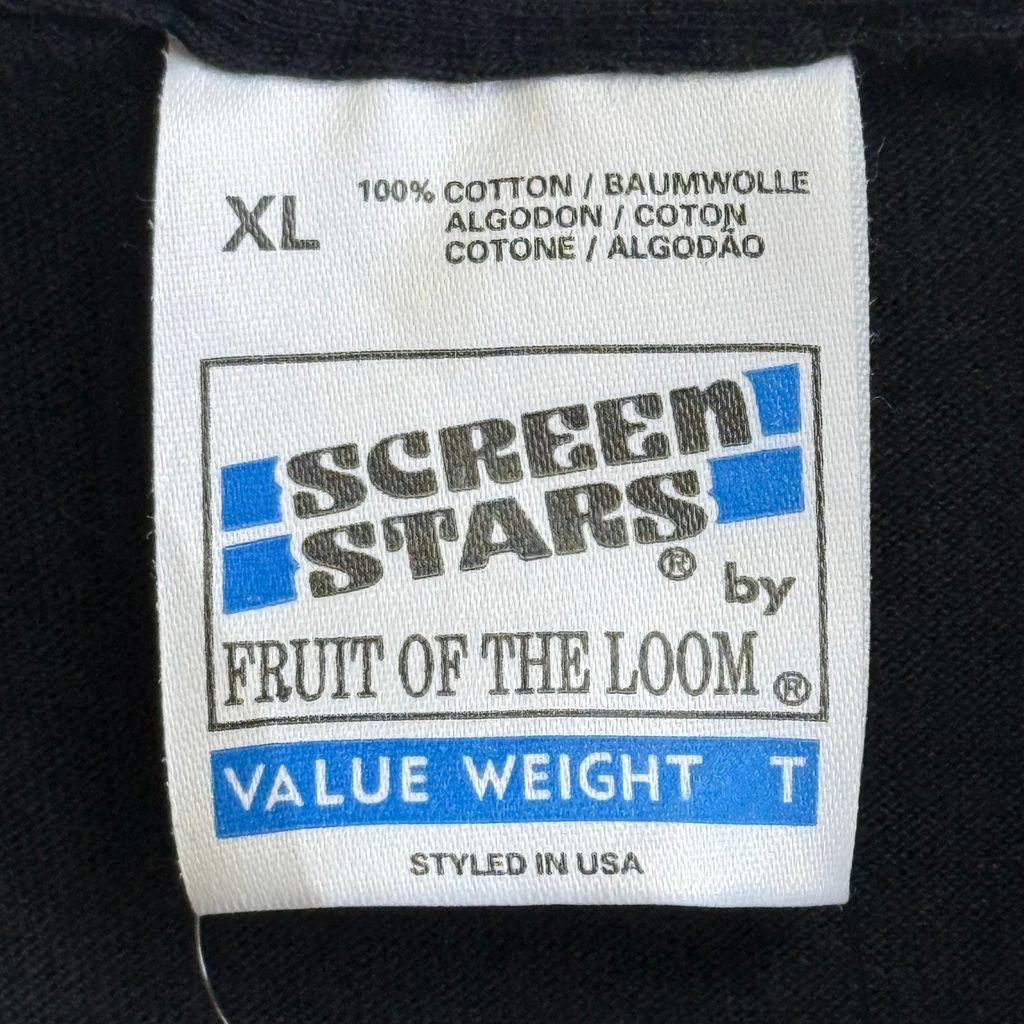 XL
100% COTTON / BAUMWOLLE
ALGODON / COTON
COTONE / ALGODÃO
SCREEN
STARS®
by
FRUIT OF THE LOOM®
VALUE WEIGHT T
STYLED IN USA